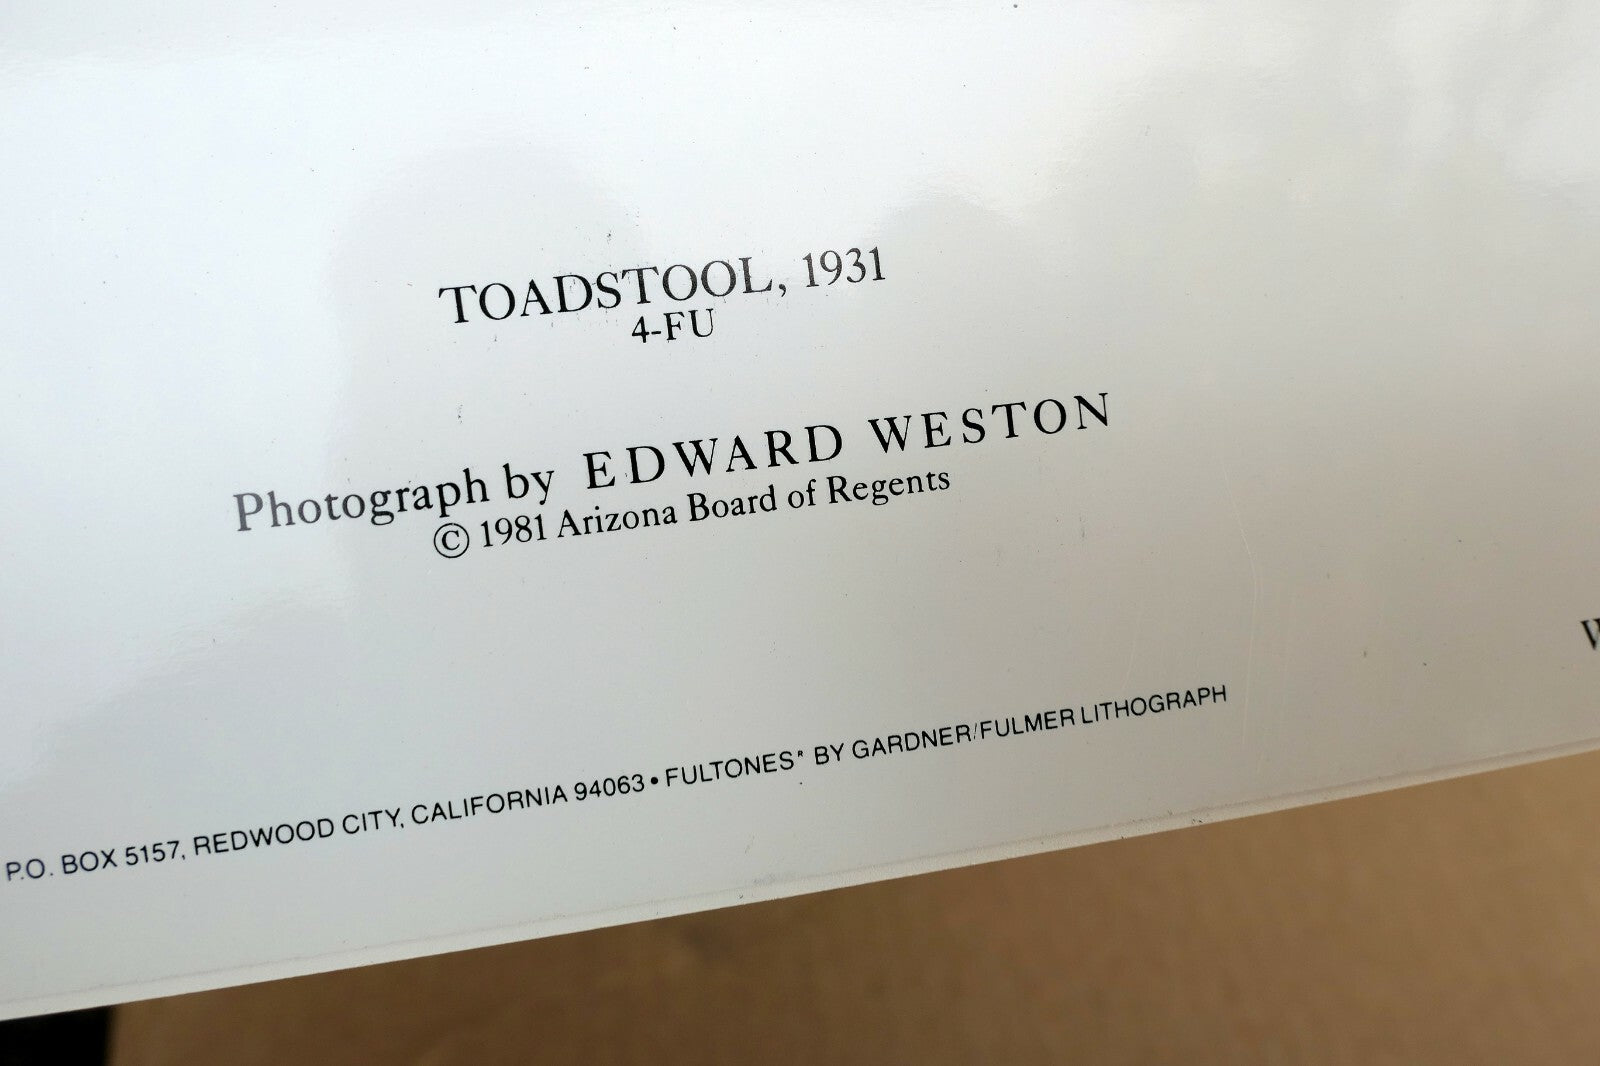 TOADSTOOL, 1931
4-FU
Photograph by EDWARD WESTON
© 1981 Arizona Board of Regents
P.O. BOX 5157, REDWOOD CITY, CALIFORNIA 94063 • FULTONES® BY GARDNER/FULMER LITHOGRAPH